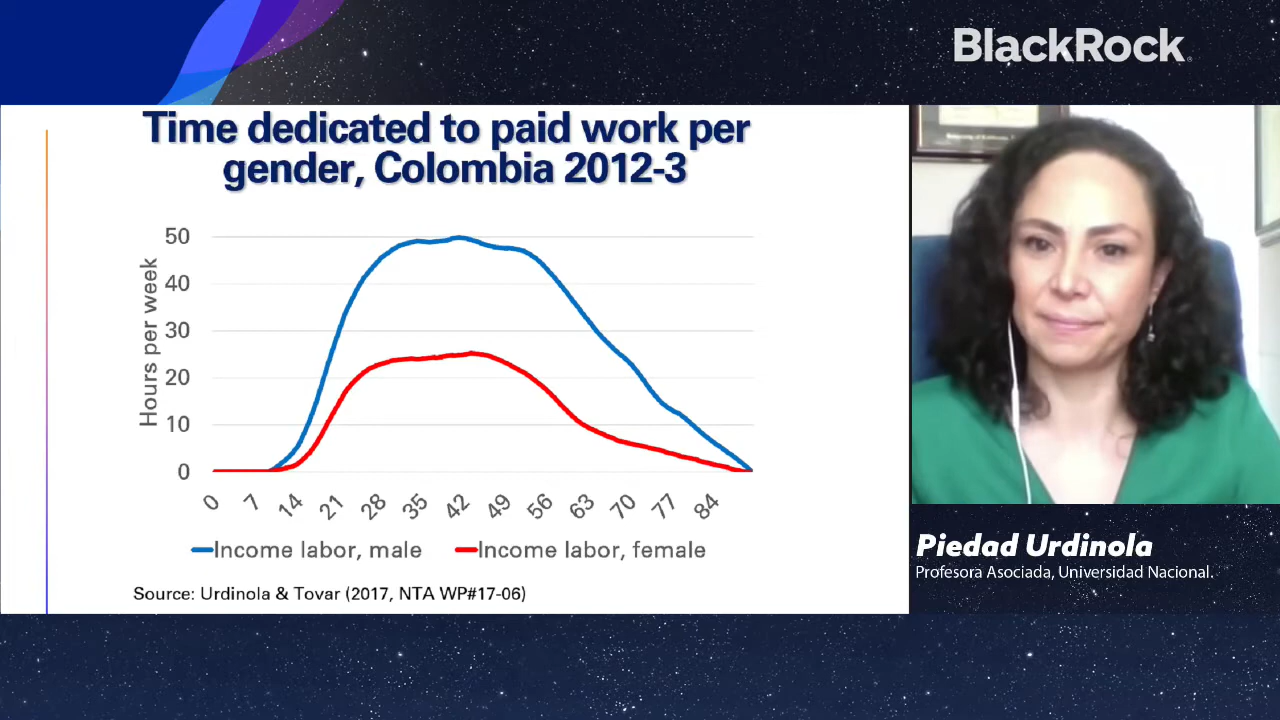 BlackRock
Time dedicated to paid work per
gender, Colombia 2012-3
Hours per week
50
40
30
20
10
0
0 7 14 21 28 35 42 49 56 63 70 77 84
Income labor, male Income labor, female
Source: Urdinola & Tovar (2017, NTA WP#17-06)
Piedad Urdinola
Profesora Asociada, Universidad Nacional.